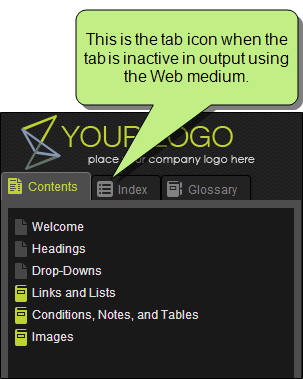 This is the tab icon when the
tab is inactive in output using
the Web medium.
YOUR LOGO
place your company logo here
Contents Index Glossary
Welcome
Headings
Drop-Downs
Links and Lists
Conditions, Notes, and Tables
Images